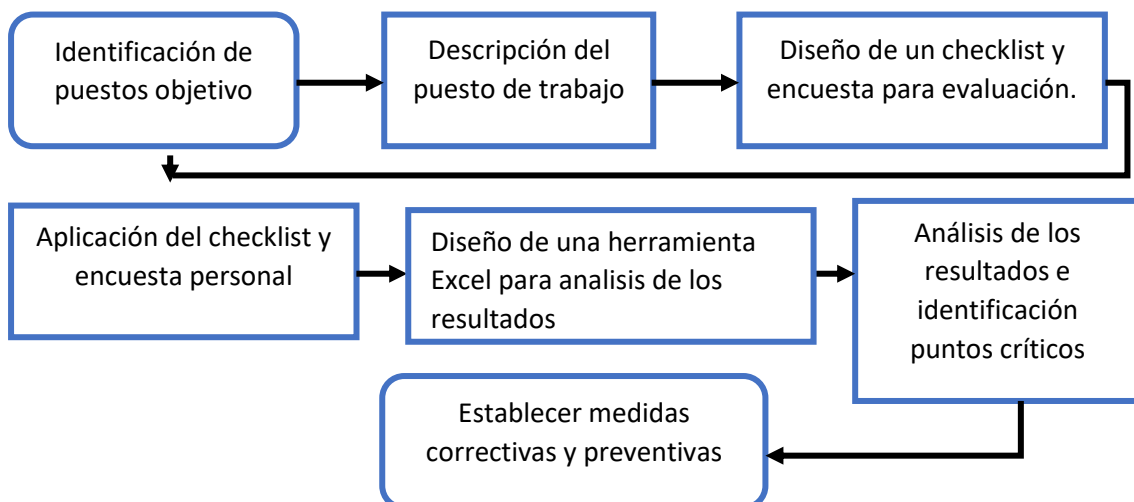 Identificación de
puestos objetivo
Descripción del
puesto de trabajo
Diseño de un checklist y
encuesta para evaluación.
Aplicación del checklist y
encuesta personal
Diseño de una herramienta
Excel para analisis de los
resultados
Análisis de los
resultados e
identificación
puntos críticos
Establecer medidas
correctivas y preventivas